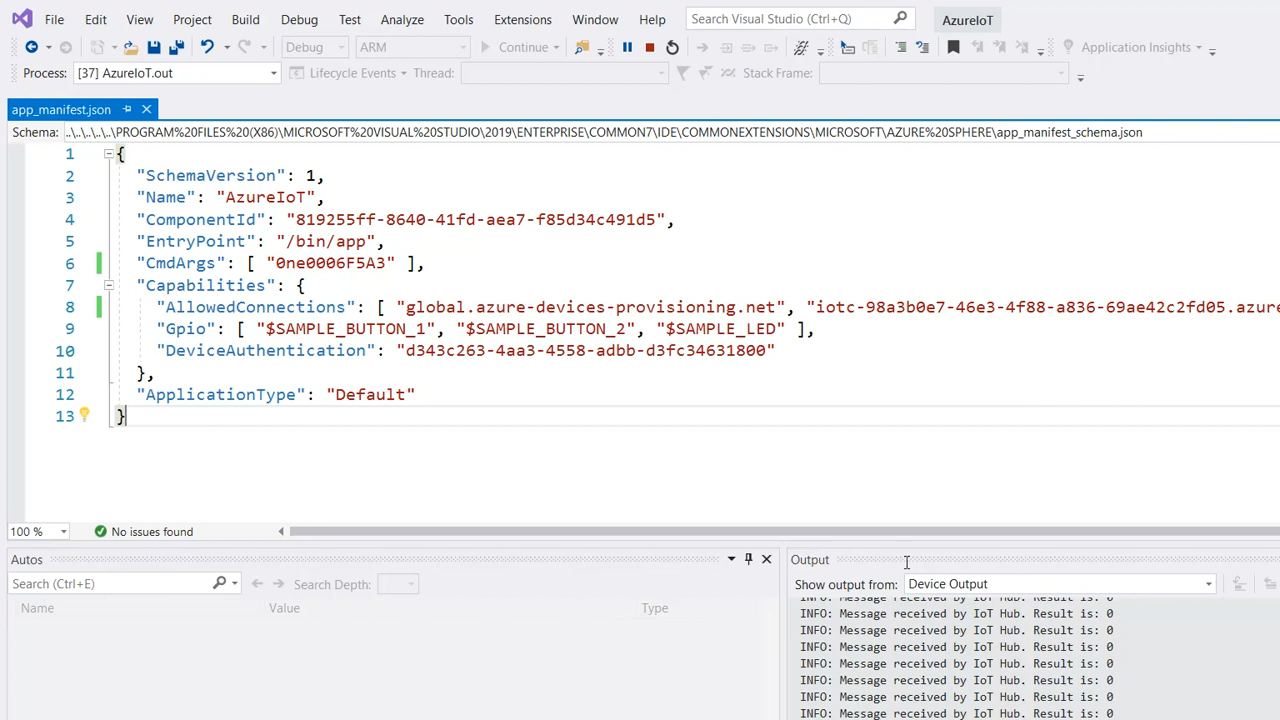 File Edit View Project Build Debug Test Analyze Tools Extensions Window Help Search Visual Studio (Ctrl+Q) AzureIoT
Debug ARM Continue Application Insights
Process: [37] AzureIoT.out Lifecycle Events Thread: Stack Frame:
app_manifest.json
Schema: ..\..\..\..\..\PROGRAM%20FILES%20(X86)\MICROSOFT%20VISUAL%20STUDIO\2019\ENTERPRISE\COMMON7\IDE\COMMONEXTENSIONS\MICROSOFT\AZURE%20SPHERE\app_manifest_schema.json
1 {
2 "SchemaVersion": 1,
3 "Name": "AzureIoT",
4 "ComponentId": "819255ff-8640-41fd-aea7-f85d34c491d5",
5 "EntryPoint": "/bin/app",
6 "CmdArgs": [ "0ne0006F5A3" ],
7 "Capabilities": {
8 "AllowedConnections": [ "global.azure-devices-provisioning.net", "iotc-98a3b0e7-46e3-4f88-a836-69ae42c2fd05.azure
9 "Gpio": [ "$SAMPLE_BUTTON_1", "$SAMPLE_BUTTON_2", "$SAMPLE_LED" ],
10 "DeviceAuthentication": "d343c263-4aa3-4558-adbb-d3fc34631800"
11 },
12 "ApplicationType": "Default"
13 }
100 % No issues found
Autos
Search (Ctrl+E) Search Depth:
Name Value Type
Output
Show output from: Device Output
INFO: Message received by IoT Hub. Result is: 0
INFO: Message received by IoT Hub. Result is: 0
INFO: Message received by IoT Hub. Result is: 0
INFO: Message received by IoT Hub. Result is: 0
INFO: Message received by IoT Hub. Result is: 0
INFO: Message received by IoT Hub. Result is: 0
INFO: Message received by IoT Hub. Result is: 0
INFO: Message received by IoT Hub. Result is: 0